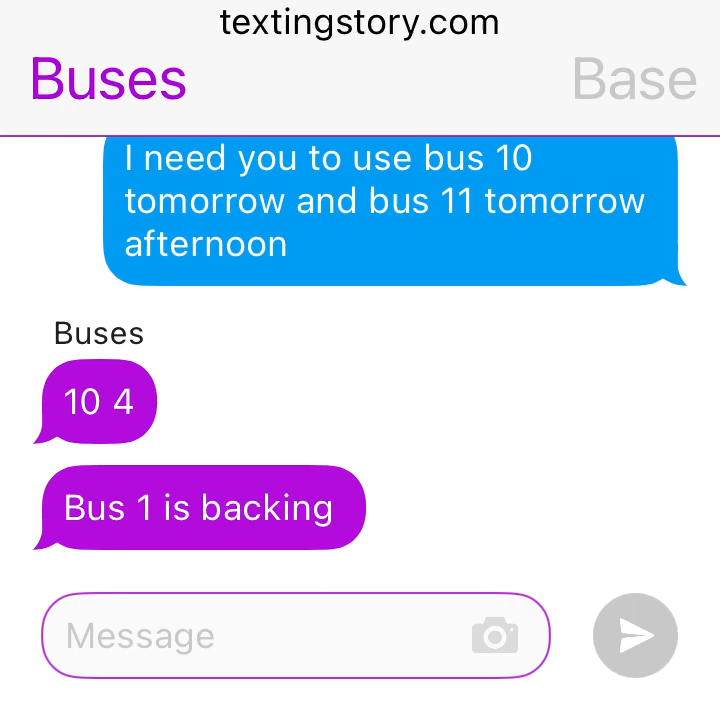 textingstory.com
Buses Base
I need you to use bus 10
tomorrow and bus 11 tomorrow
afternoon
Buses
10 4
Bus 1 is backing
Message